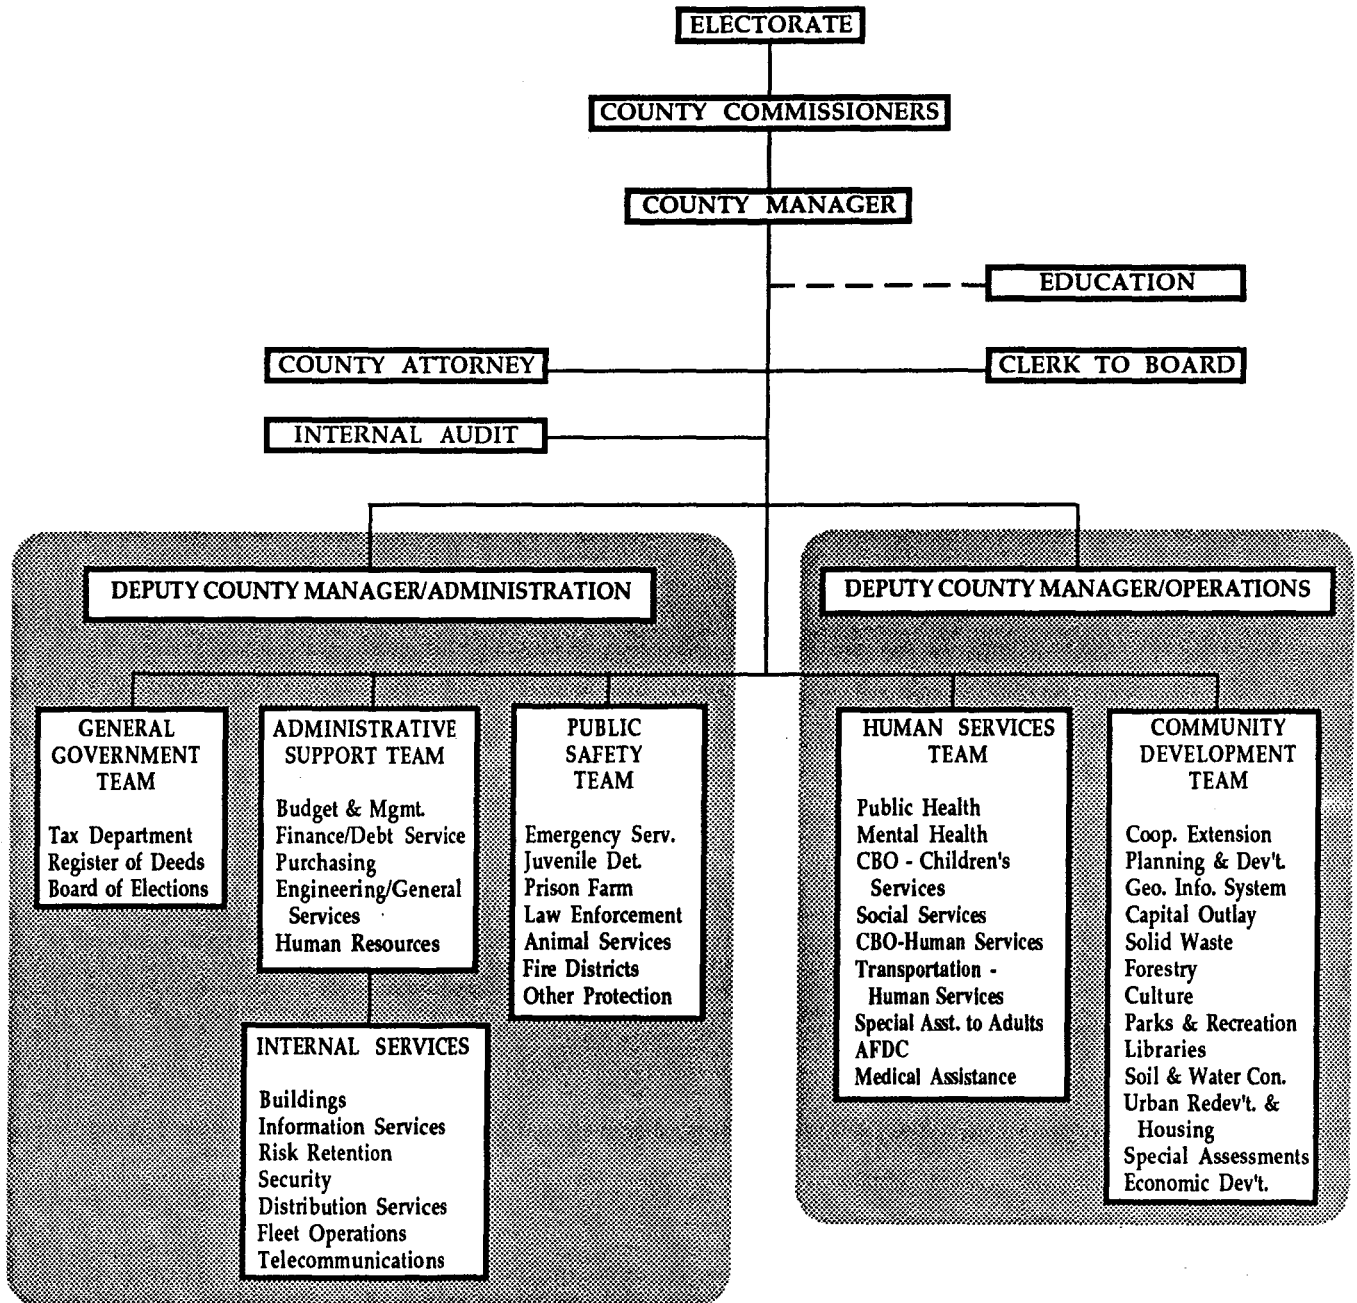 ELECTORATE
COUNTY COMMISSIONERS
COUNTY MANAGER
EDUCATION
COUNTY ATTORNEY
CLERK TO BOARD
INTERNAL AUDIT
DEPUTY COUNTY MANAGER/ADMINISTRATION
DEPUTY COUNTY MANAGER/OPERATIONS
GENERAL
GOVERNMENT
TEAM
Tax Department
Register of Deeds
Board of Elections
ADMINISTRATIVE
SUPPORT TEAM
Budget & Mgmt.
Finance/Debt Service
Purchasing
Engineering/General
Services
Human Resources
INTERNAL SERVICES
Buildings
Information Services
Risk Retention
Security
Distribution Services
Fleet Operations
Telecommunications
PUBLIC
SAFETY
TEAM
Emergency Serv.
Juvenile Det.
Prison Farm
Law Enforcement
Animal Services
Fire Districts
Other Protection
HUMAN SERVICES
TEAM
Public Health
Mental Health
CBO - Children's
Services
Social Services
CBO-Human Services
Transportation -
Human Services
Special Asst. to Adults
AFDC
Medical Assistance
COMMUNITY
DEVELOPMENT
TEAM
Coop. Extension
Planning & Dev't.
Geo. Info. System
Capital Outlay
Solid Waste
Forestry
Culture
Parks & Recreation
Libraries
Soil & Water Con.
Urban Redev't. &
Housing
Special Assessments
Economic Dev't.